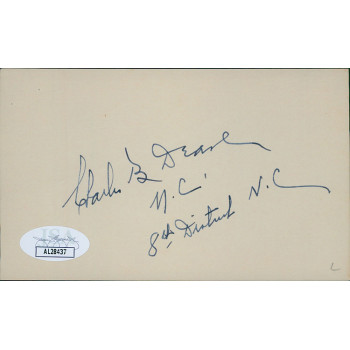 Charles B Deane
M.C.
8th District N.C.
JSA
AL28437
L